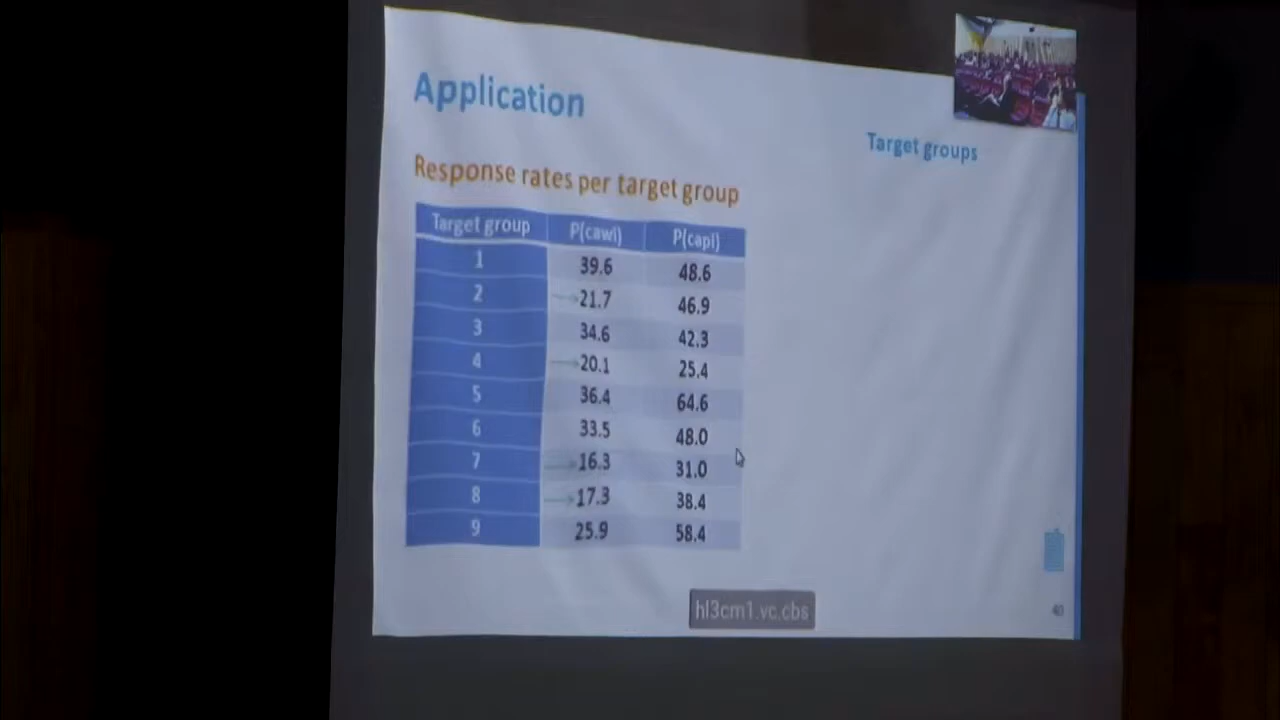 Application
Target groups
Response rates per target group
Target group P(cawi) P(capi)
1 39.6 48.6
2 →21.7 46.9
3 34.6 42.3
4 →20.1 25.4
5 36.4 64.6
6 33.5 48.0
7 →16.3 31.0
8 →17.3 38.4
9 25.9 58.4
hl3cm1.vc.cbs
40